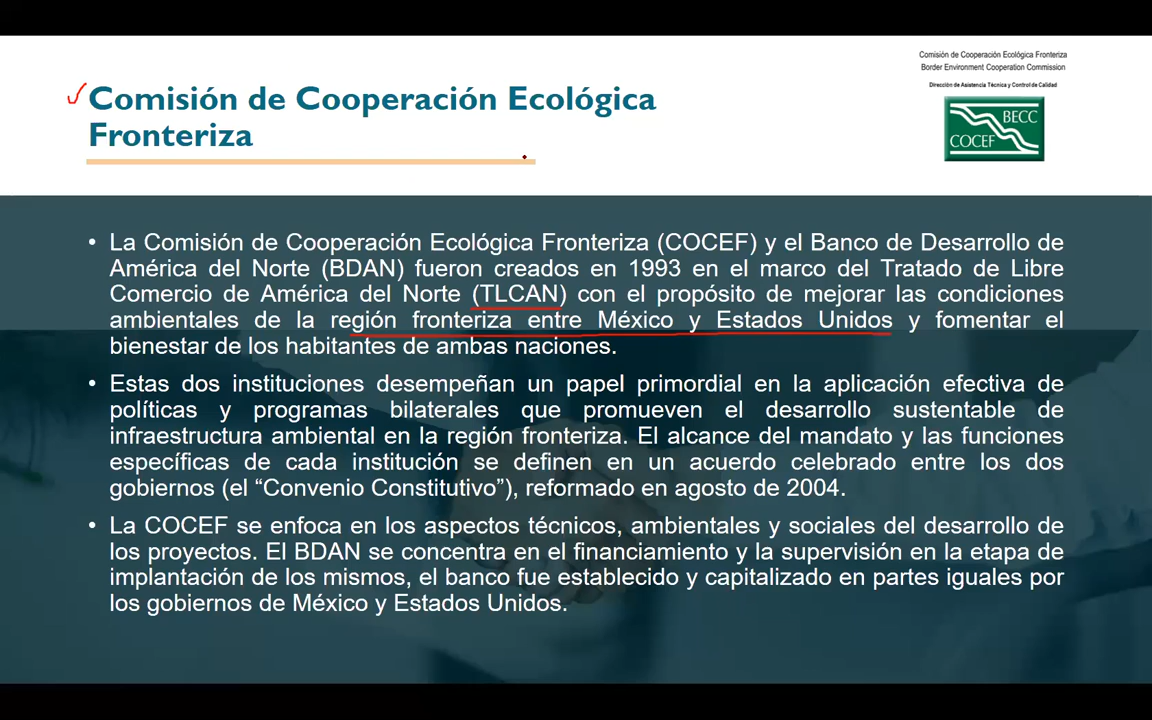 Comisión de Cooperación Ecológica Fronteriza
Border Environment Cooperation Commission
Dirección de Asistencia Técnica y Control de Calidad
BECC
COCEF
Comisión de Cooperación Ecológica
Fronteriza
• La Comisión de Cooperación Ecológica Fronteriza (COCEF) y el Banco de Desarrollo de
América del Norte (BDAN) fueron creados en 1993 en el marco del Tratado de Libre
Comercio de América del Norte (TLCAN) con el propósito de mejorar las condiciones
ambientales de la región fronteriza entre México y Estados Unidos y fomentar el
bienestar de los habitantes de ambas naciones.
• Estas dos instituciones desempeñan un papel primordial en la aplicación efectiva de
políticas y programas bilaterales que promueven el desarrollo sustentable de
infraestructura ambiental en la región fronteriza. El alcance del mandato y las funciones
específicas de cada institución se definen en un acuerdo celebrado entre los dos
gobiernos (el “Convenio Constitutivo”), reformado en agosto de 2004.
• La COCEF se enfoca en los aspectos técnicos, ambientales y sociales del desarrollo de
los proyectos. El BDAN se concentra en el financiamiento y la supervisión en la etapa de
implantación de los mismos, el banco fue establecido y capitalizado en partes iguales por
los gobiernos de México y Estados Unidos.